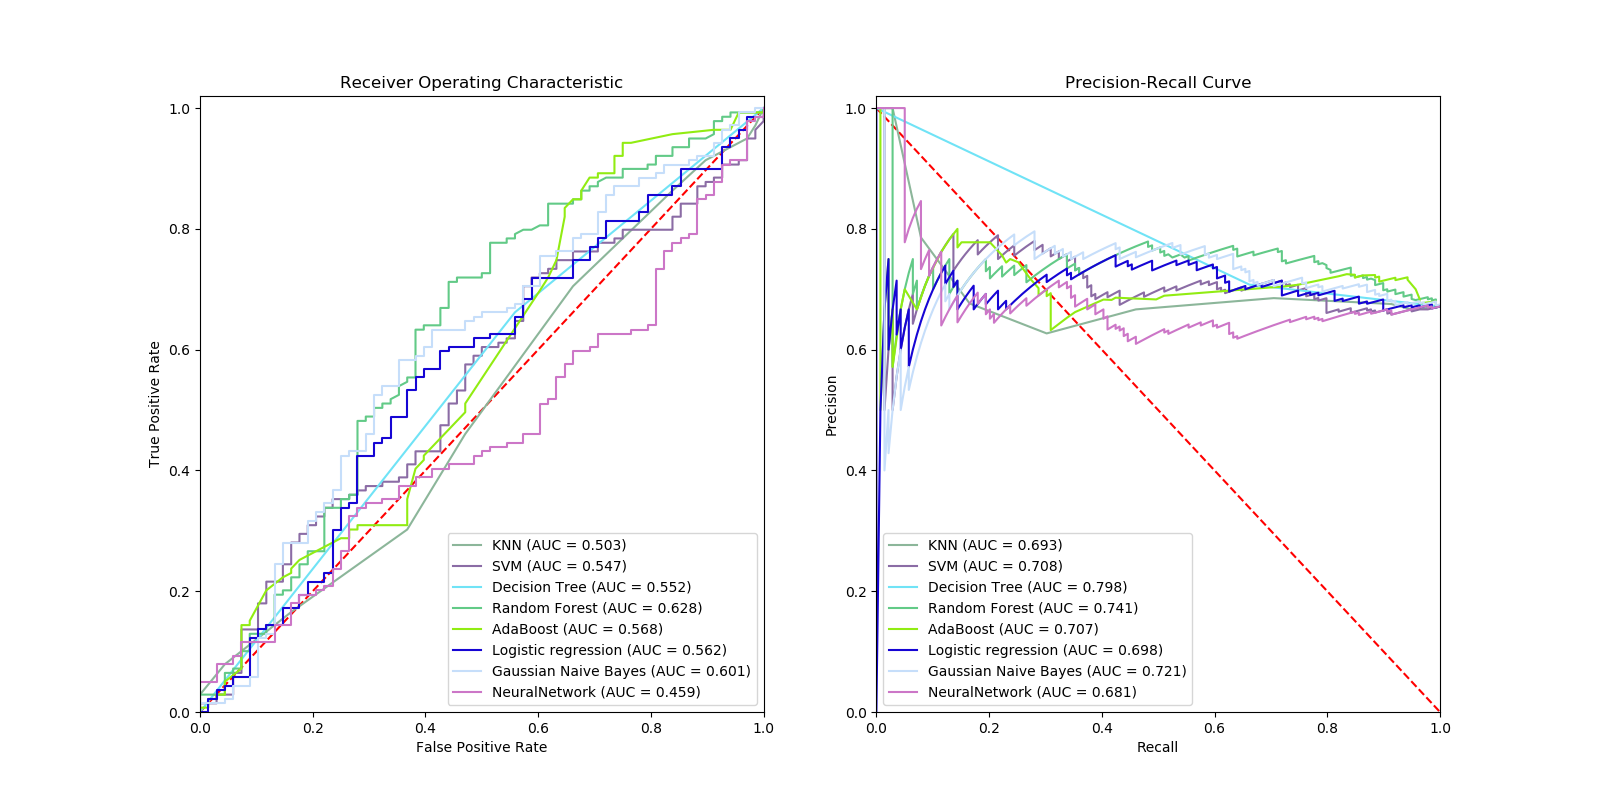 Receiver Operating Characteristic
1.0
0.8
0.6
0.4
0.2
0.0
True Positive Rate
0.0 0.2 0.4 0.6 0.8 1.0
False Positive Rate
KNN (AUC = 0.503)
SVM (AUC = 0.547)
Decision Tree (AUC = 0.552)
Random Forest (AUC = 0.628)
AdaBoost (AUC = 0.568)
Logistic regression (AUC = 0.562)
Gaussian Naive Bayes (AUC = 0.601)
NeuralNetwork (AUC = 0.459)
Precision-Recall Curve
1.0
0.8
0.6
0.4
0.2
0.0
Precision
0.0 0.2 0.4 0.6 0.8 1.0
Recall
KNN (AUC = 0.693)
SVM (AUC = 0.708)
Decision Tree (AUC = 0.798)
Random Forest (AUC = 0.741)
AdaBoost (AUC = 0.707)
Logistic regression (AUC = 0.698)
Gaussian Naive Bayes (AUC = 0.721)
NeuralNetwork (AUC = 0.681)